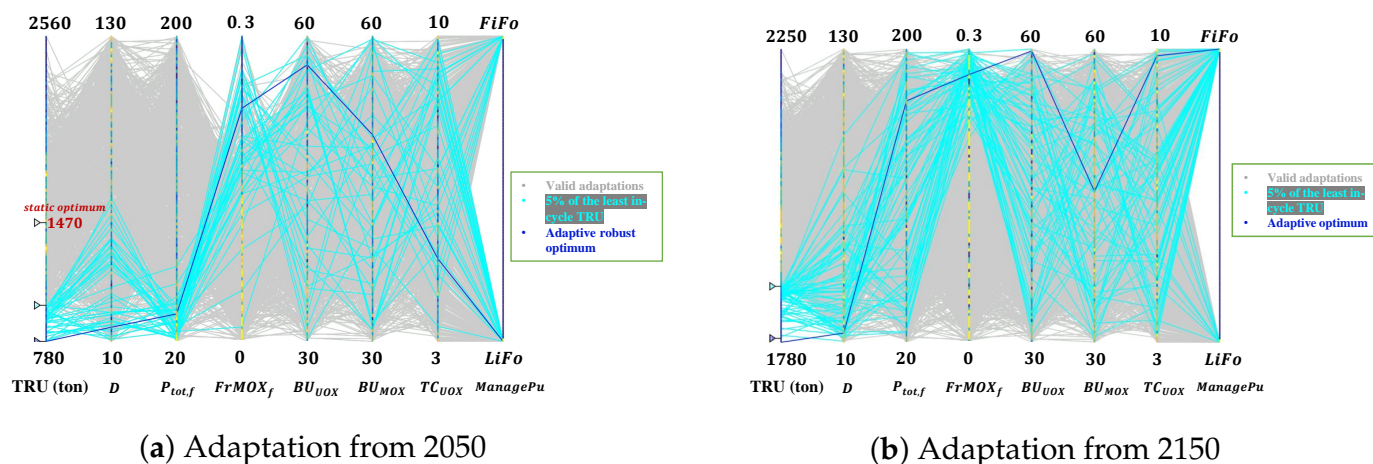 2560 130 200 0.3 60 60 10 FiFo
static optimum
1470
780 10 20 0 30 30 3 LiFo
TRU (ton) D P_tot,f FrMOX_f BU_UOX BU_MOX TC_UOX ManagePu
Valid adaptations
5% of the least in-
cycle TRU
Adaptive robust
optimum
(a) Adaptation from 2050
2250 130 200 0.3 60 60 10 FiFo
1780 10 20 0 30 30 3 LiFo
TRU (ton) D P_tot,f FrMOX_f BU_UOX BU_MOX TC_UOX ManagePu
Valid adaptations
5% of the least in-
cycle TRU
Adaptive optimum
(b) Adaptation from 2150